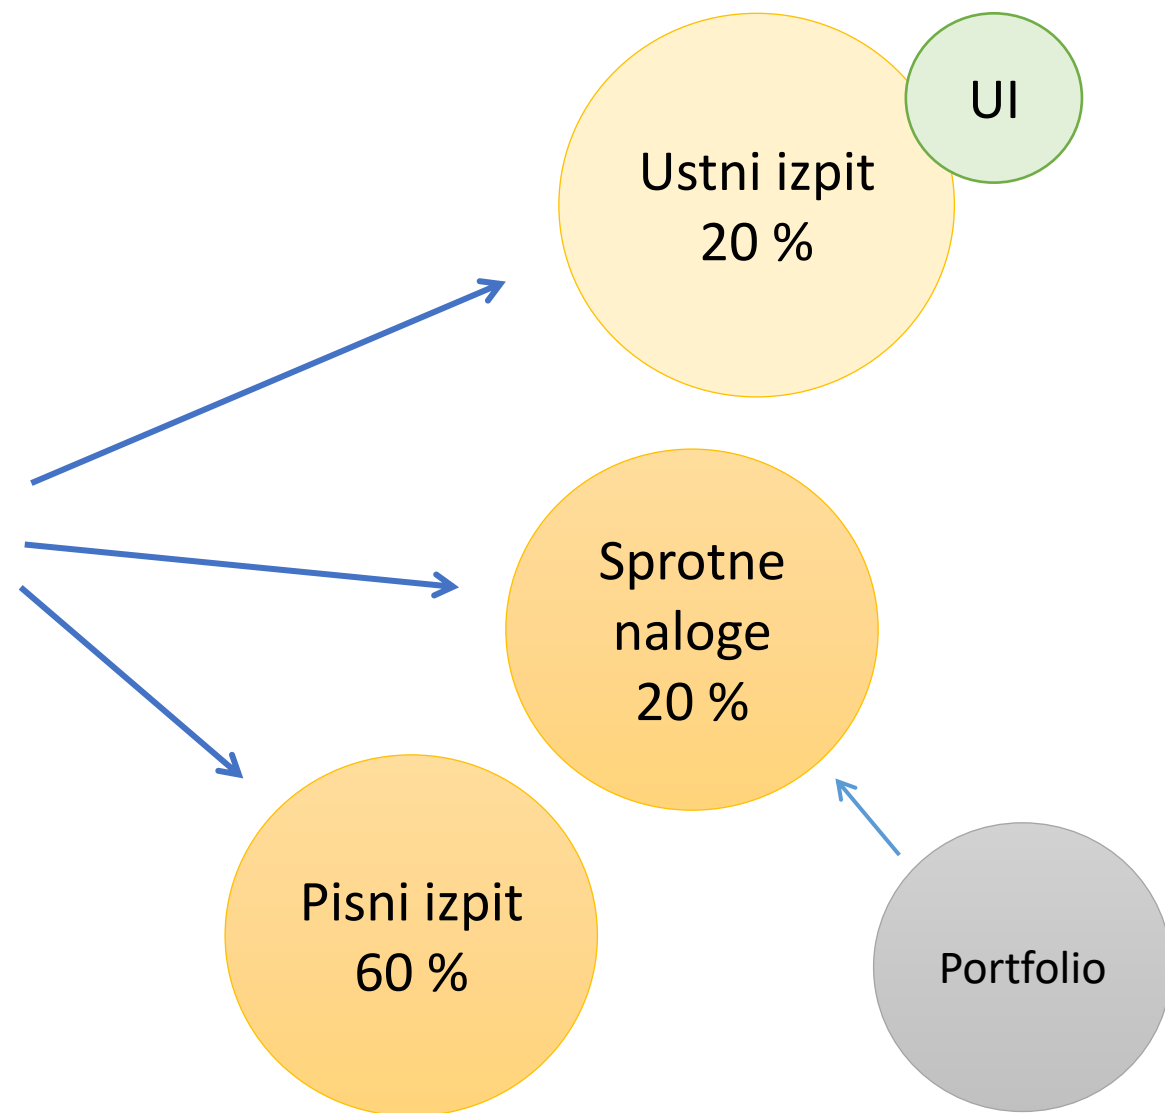 UI
Ustni izpit
20 %
Sprotne
naloge
20 %
Pisni izpit
60 %
Portfolio